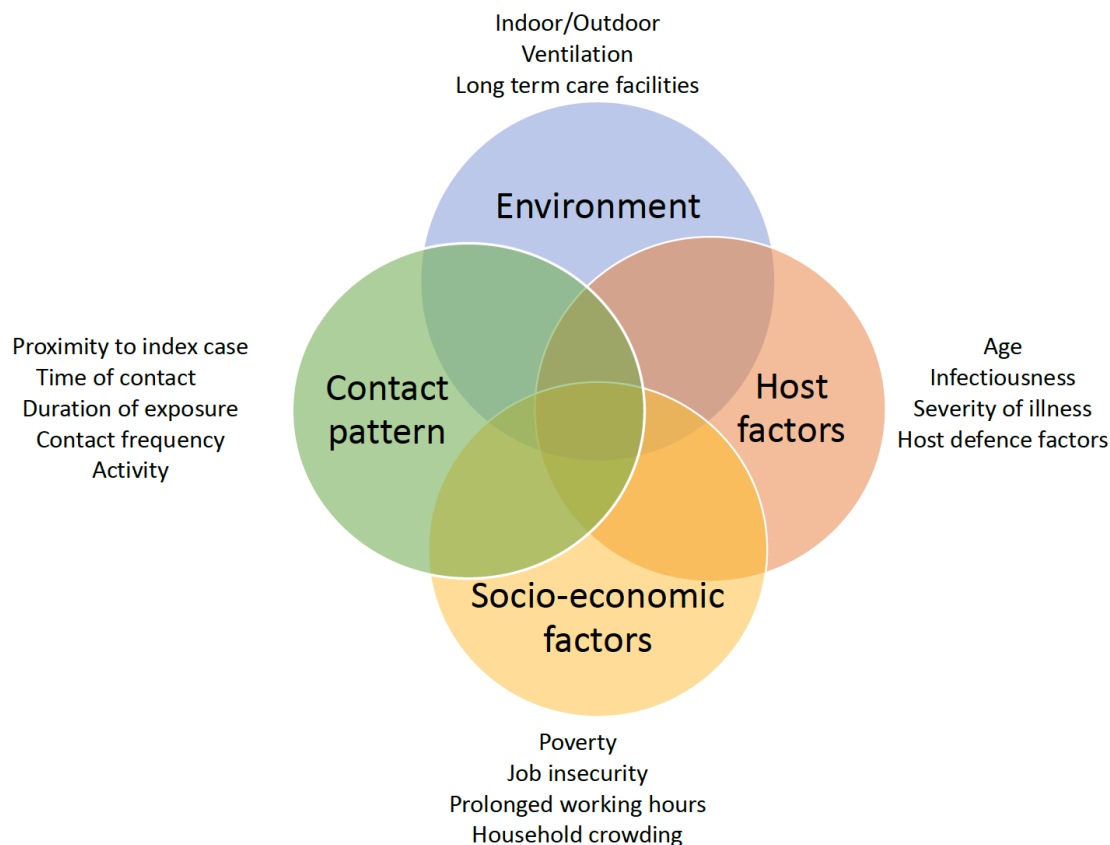 Indoor/Outdoor
Ventilation
Long term care facilities
Environment
Proximity to index case
Time of contact
Duration of exposure
Contact frequency
Activity
Contact
pattern
Host
factors
Age
Infectiousness
Severity of illness
Host defence factors
Socio-economic
factors
Poverty
Job insecurity
Prolonged working hours
Household crowding